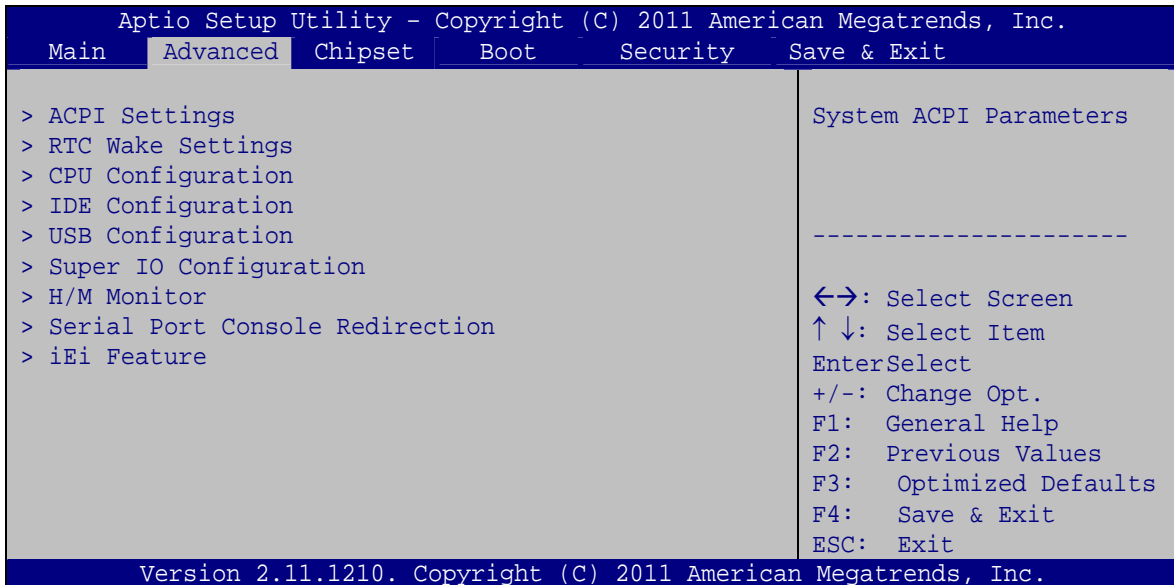 Aptio Setup Utility – Copyright (C) 2011 American Megatrends, Inc.
Main Advanced Chipset Boot Security Save & Exit
> ACPI Settings
> RTC Wake Settings
> CPU Configuration
> IDE Configuration
> USB Configuration
> Super IO Configuration
> H/M Monitor
> Serial Port Console Redirection
> iEi Feature
System ACPI Parameters
----------------------
←→: Select Screen
↑ ↓: Select Item
EnterSelect
+/-: Change Opt.
F1: General Help
F2: Previous Values
F3: Optimized Defaults
F4: Save & Exit
ESC: Exit
Version 2.11.1210. Copyright (C) 2011 American Megatrends, Inc.